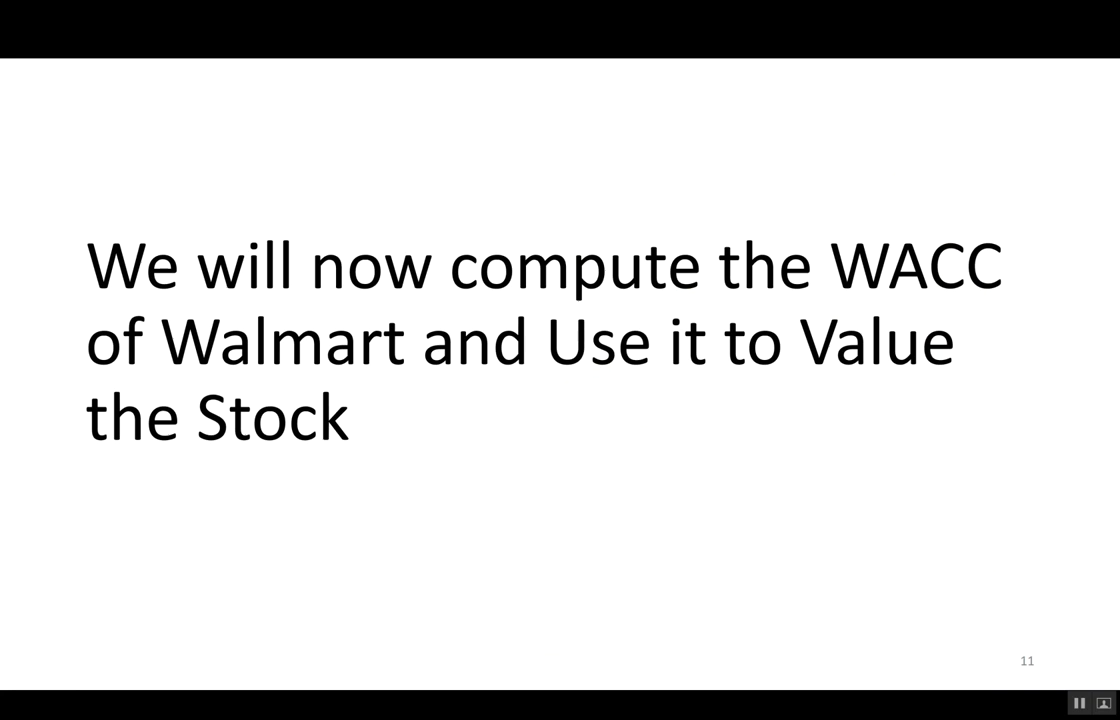 We will now compute the WACC
of Walmart and Use it to Value
the Stock
11